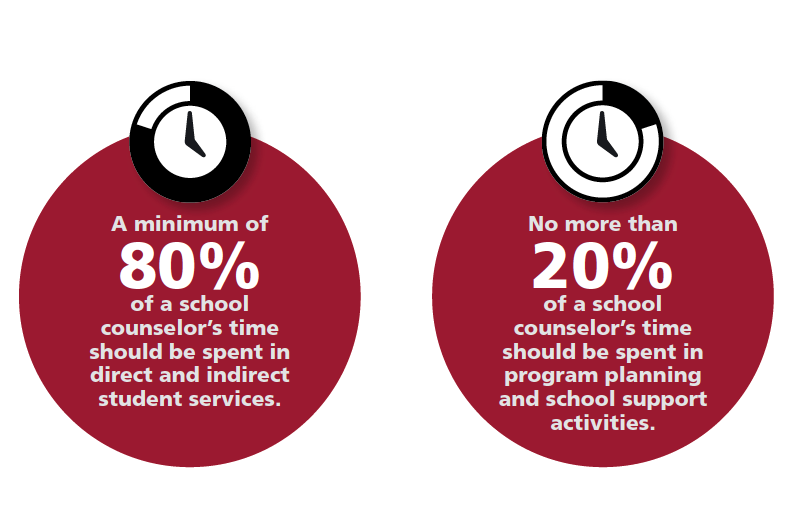 A minimum of
80%
of a school
counselor’s time
should be spent in
direct and indirect
student services.
No more than
20%
of a school
counselor’s time
should be spent in
program planning
and school support
activities.